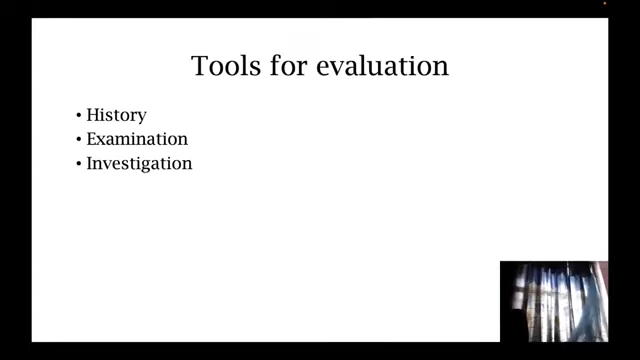 Tools for evaluation
• History
• Examination
• Investigation